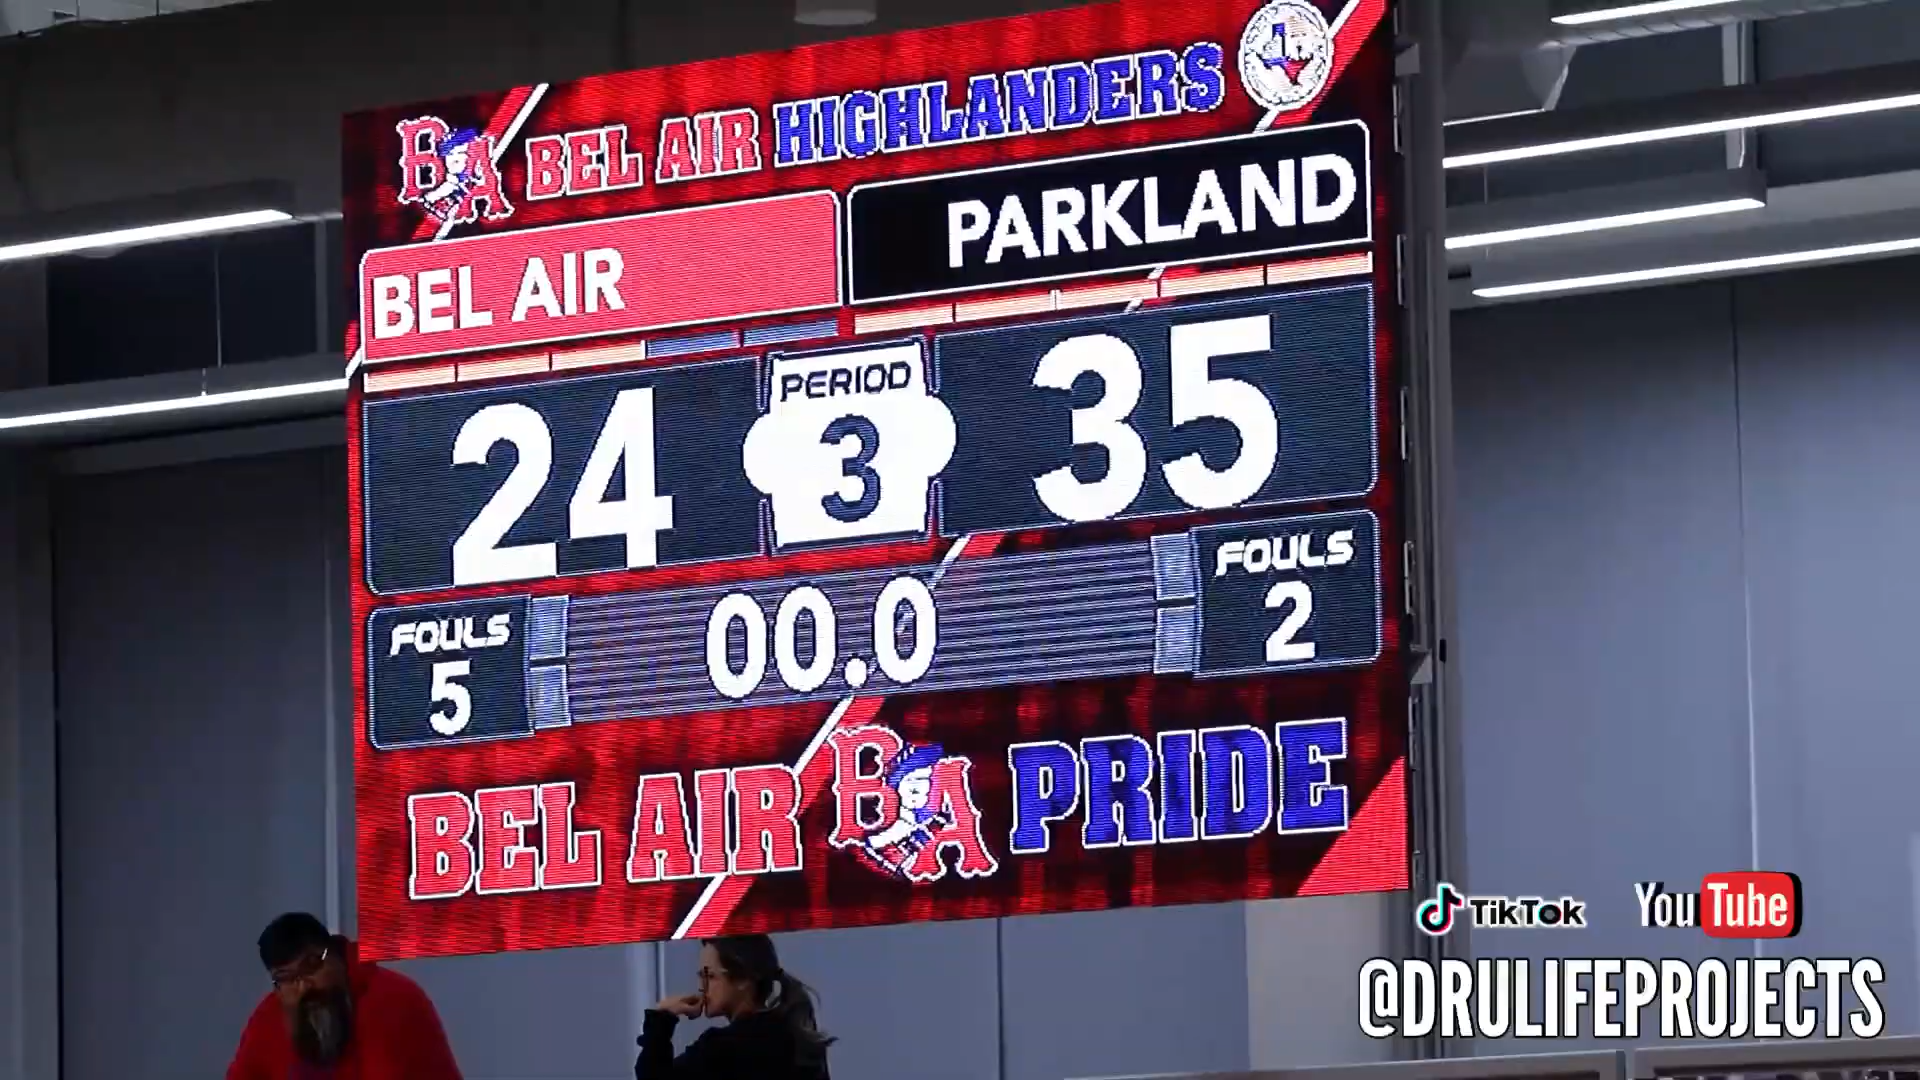 BA BEL AIR HIGHLANDERS
BEL AIR
PARKLAND
24
PERIOD
3
35
FOULS
5
00.0
FOULS
2
BEL AIR BA PRIDE
TikTok YouTube
@DRULIFEPROJECTS